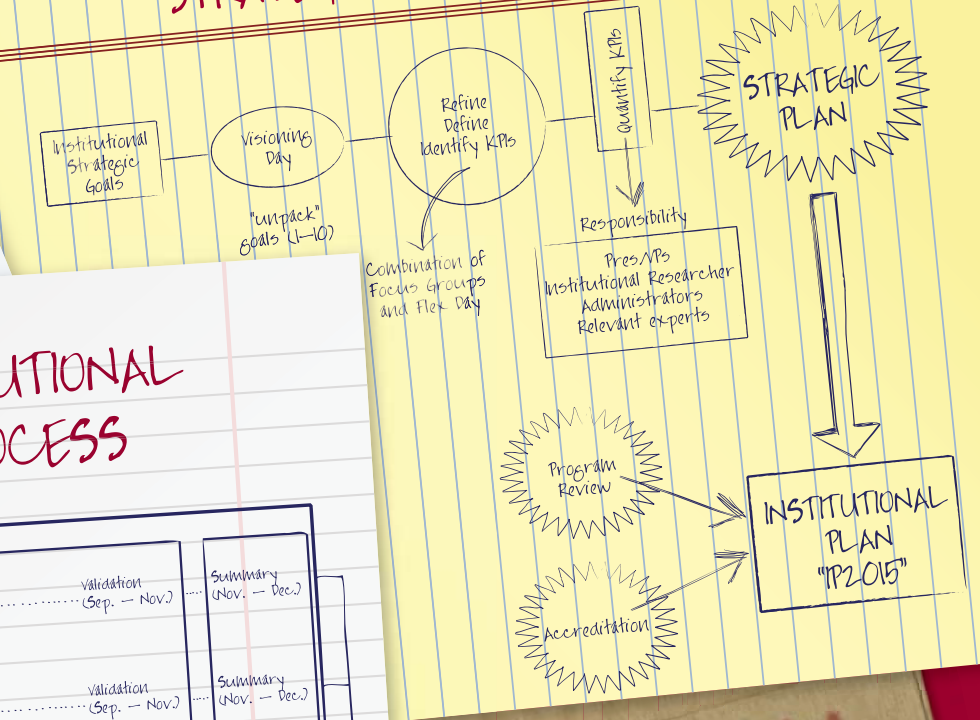 Institutional
Strategic
Goals
Visioning
Day
"unpack"
goals (1-10)
Refine
Define
Identify KPIs
Combination of
Focus Groups
and Flex Day
Quantify KPIs
Responsibility
Pres/VPs
Institutional Researcher
Administrators
Relevant experts
STRATEGIC
PLAN
Program
Review
Accreditation
INSTITUTIONAL
PLAN
"IP2015"
UTIONAL
OCESS
Validation
(Sep. – Nov.)
Summary
(Nov. – Dec.)
Validation
(Sep. – Nov.)
Summary
(Nov. – Dec.)